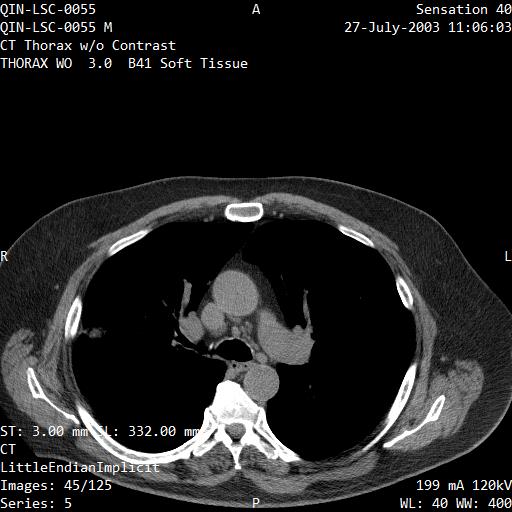 QIN-LSC-0055
A
Sensation 40
QIN-LSC-0055 M
27-July-2003 11:06:03
CT Thorax w/o Contrast
THORAX WO 3.0 B41 Soft Tissue
R
L
ST: 3.00 mm SL: 332.00 mm
CT
LittleEndianImplicit
Images: 45/125
199 mA 120kV
Series: 5
P
WL: 40 WW: 400